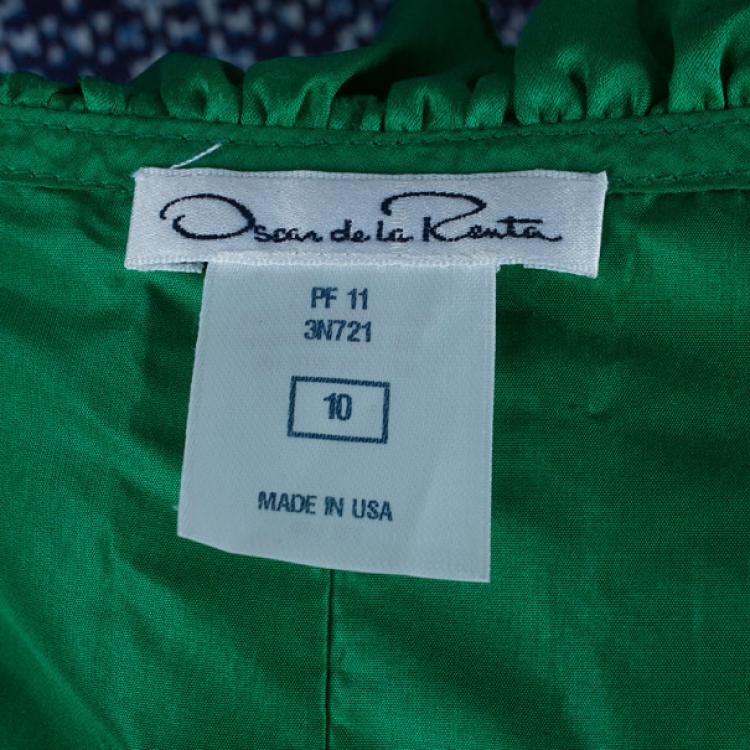 Oscar de la Renta
PF 11
3N721
10
MADE IN USA